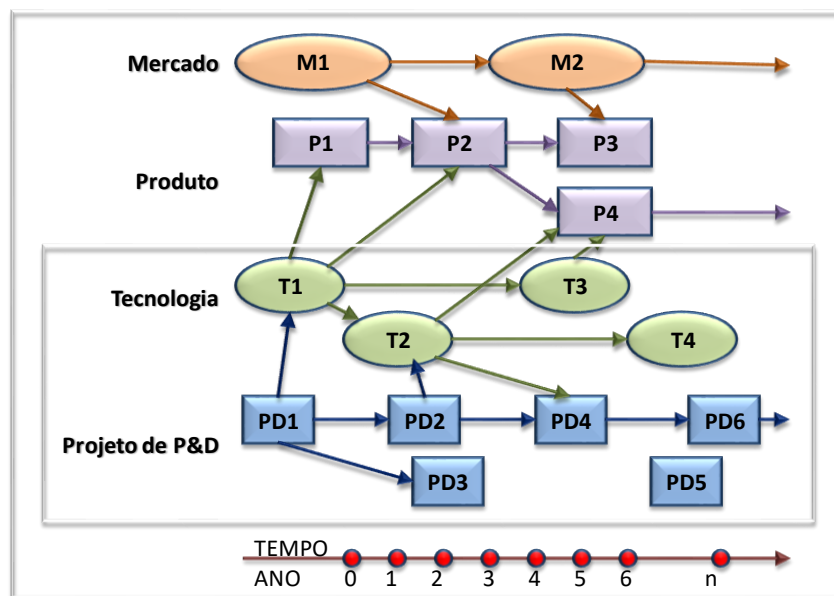 Mercado
M1
M2
P1
P2
P3
Produto
P4
Tecnologia
T1
T3
T2
T4
PD1
PD2
PD4
PD6
Projeto de P&D
PD3
PD5
TEMPO
ANO 0 1 2 3 4 5 6 n